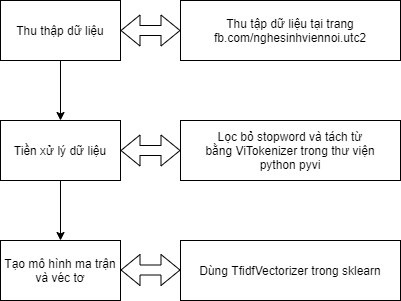 Thu thập dữ liệu
Thu tập dữ liệu tại trang
fb.com/nghesinhviennoi.utc2
Tiền xử lý dữ liệu
Lọc bỏ stopword và tách từ
bằng ViTokenizer trong thư viện
python pyvi
Tạo mô hình ma trận
và véc tơ
Dùng TfidfVectorizer trong sklearn